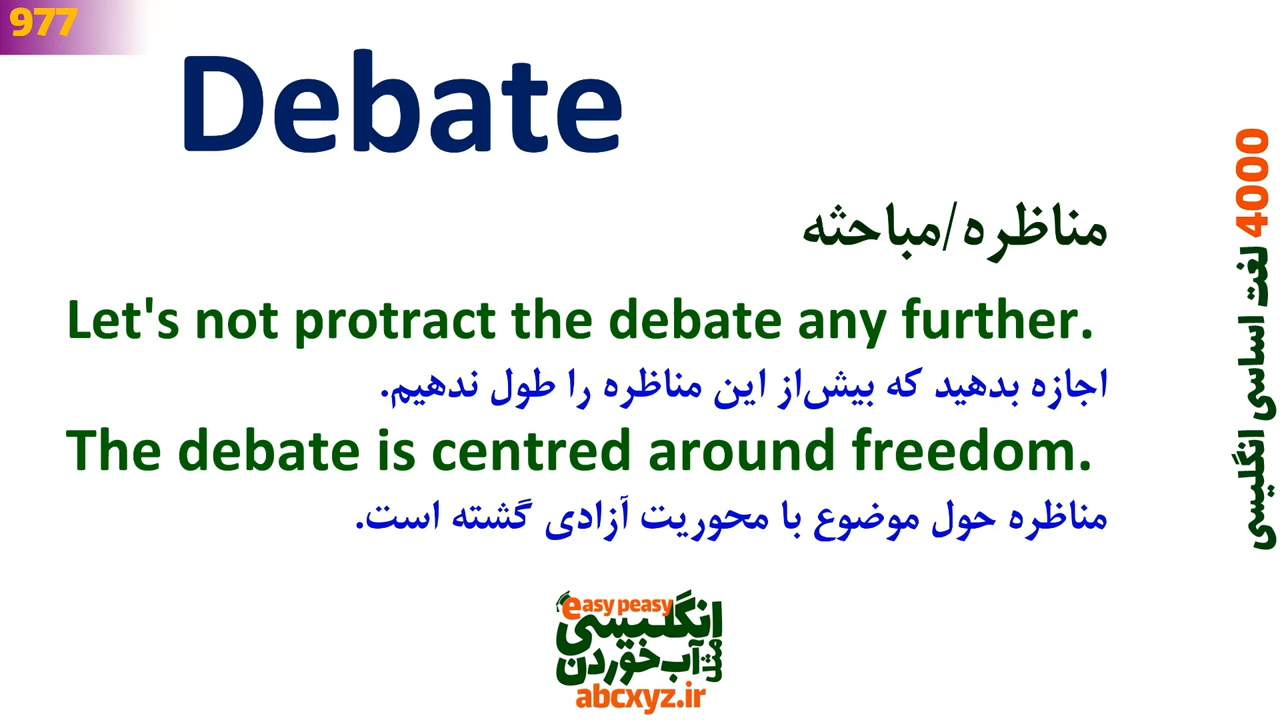 977
Debate
مناظره/مباحثه
Let's not protract the debate any further.
اجازه بدهید که بیش‌از این مناظره را طول ندهیم.
The debate is centred around freedom.
مناظره حول موضوع با محوریت آزادی گشته است.
4000 لغت اساسی انگلیسی
easy peasy
انگلیسی
مثل آب خوردن
abcxyz.ir